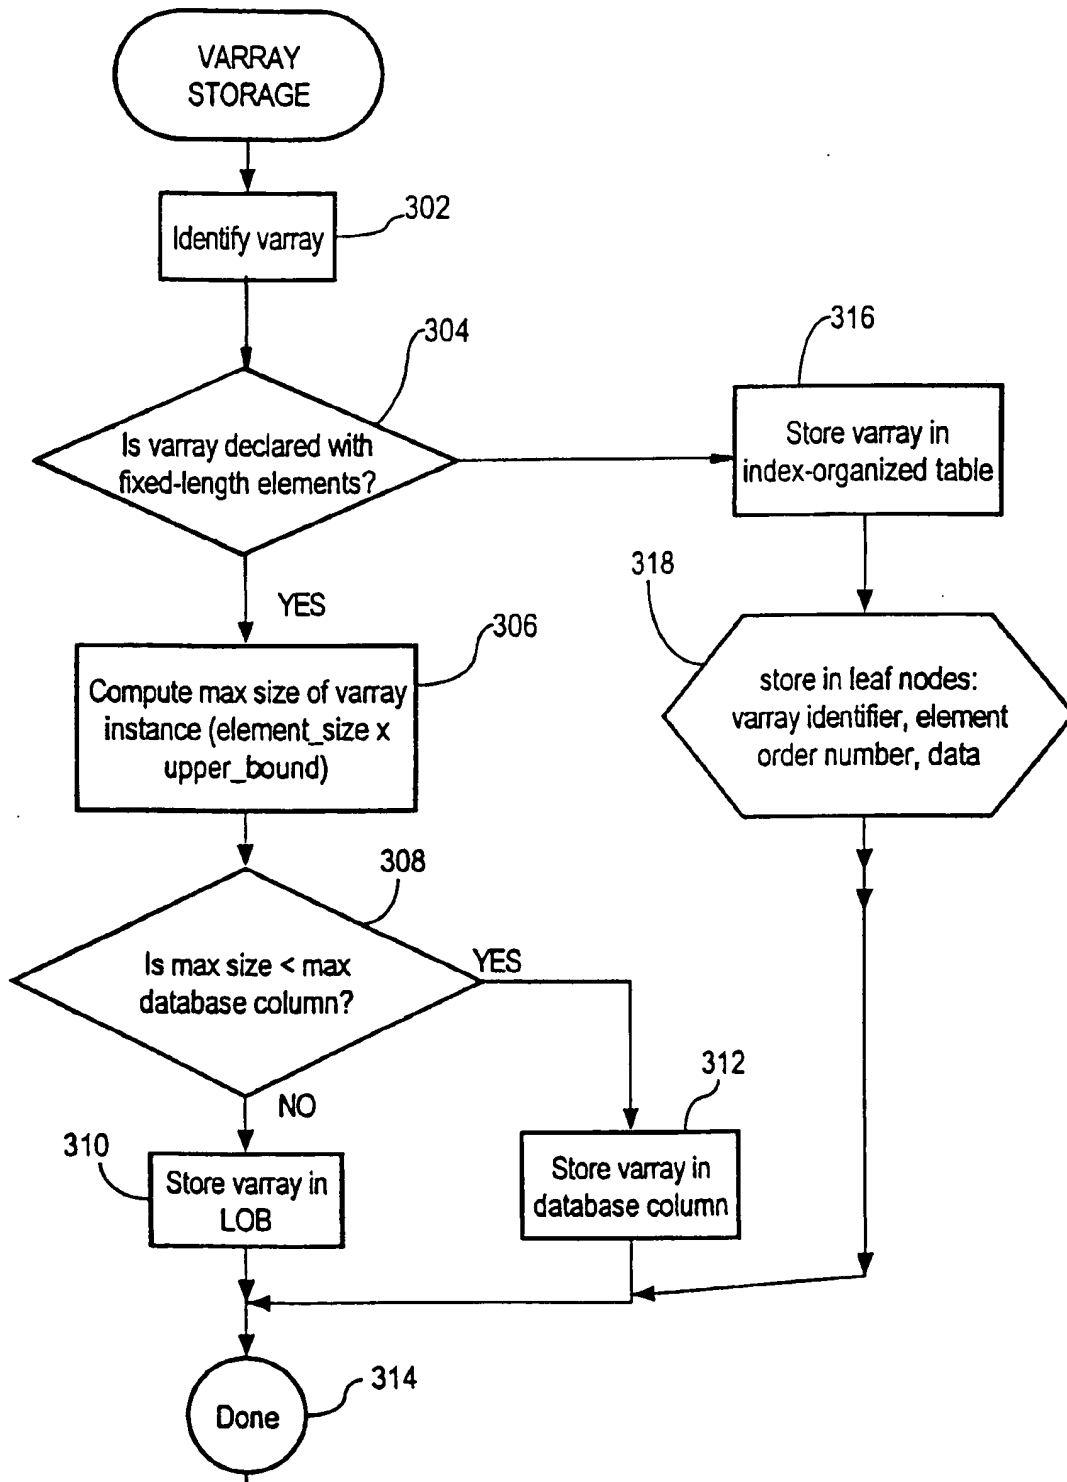 VARRAY
STORAGE
302
Identify varray
304
316
Is varray declared with
fixed-length elements?
Store varray in
index-organized table
YES
318
306
Compute max size of varray
instance (element_size x
upper_bound)
store in leaf nodes:
varray identifier, element
order number, data
308
Is max size < max
database column?
YES
312
NO
310
Store varray in
LOB
Store varray in
database column
314
Done